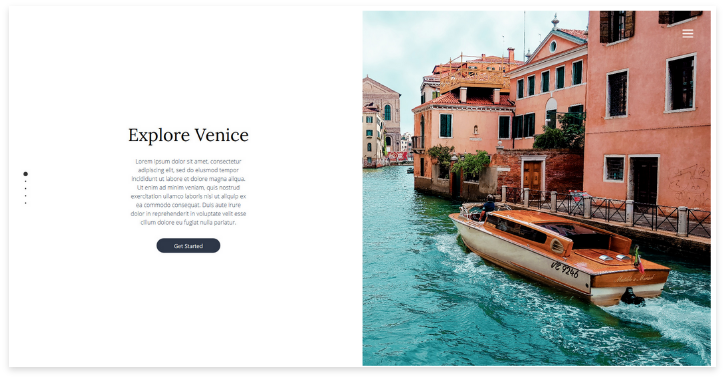 Explore Venice
Lorem ipsum dolor sit amet, consectetur
adipiscing elit, sed do eiusmod tempor
incididunt ut labore et dolore magna aliqua.
Ut enim ad minim veniam, quis nostrud
exercitation ullamco laboris nisi ut aliquip ex
ea commodo consequat. Duis aute irure
dolor in reprehenderit in voluptate velit esse
cillum dolore eu fugiat nulla pariatur.
Get Started
VE 9246